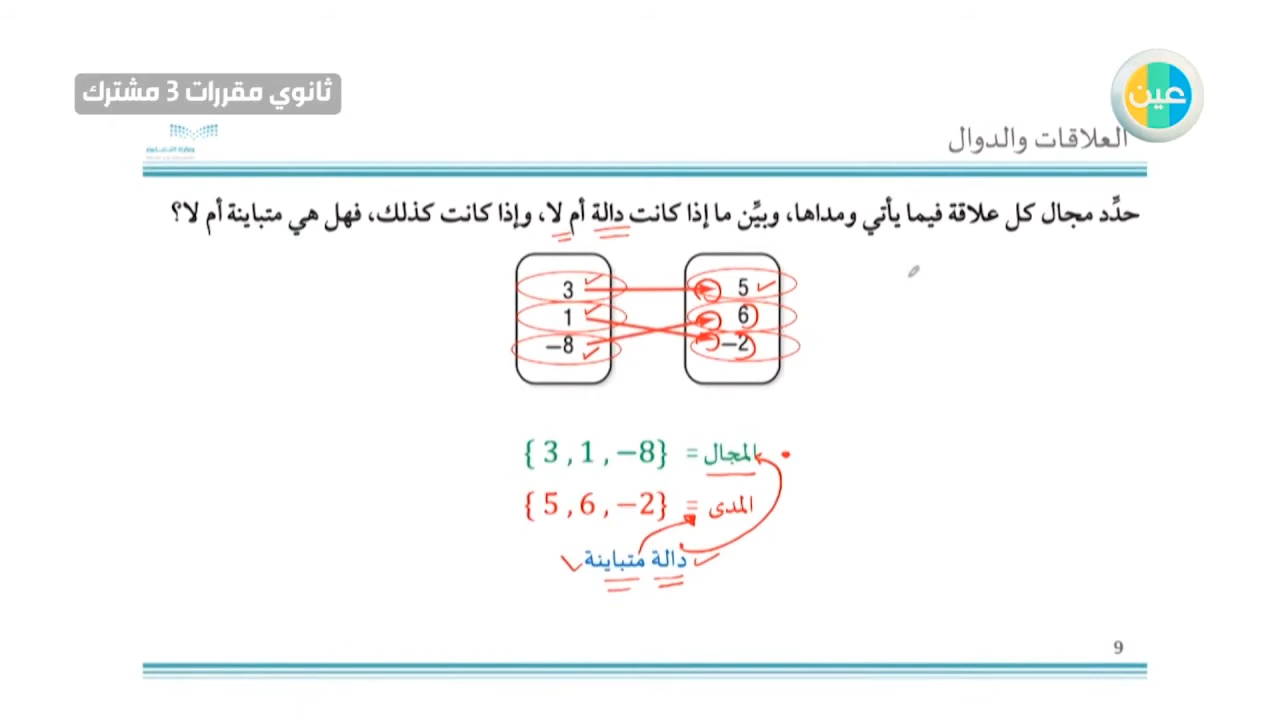 ثانوي مقررات 3 مشترك
عين
العلاقات والدوال
حدِّد مجال كل علاقة فيما يأتي ومداها، وبيِّن ما إذا كانت دالة أم لا، وإذا كانت كذلك، فهل هي متباينة أم لا؟
3 5
1 6
−8 −2
المجال = { 3 , 1 , −8}
المدى = { 5 , 6 , −2}
دالة متباينة
9